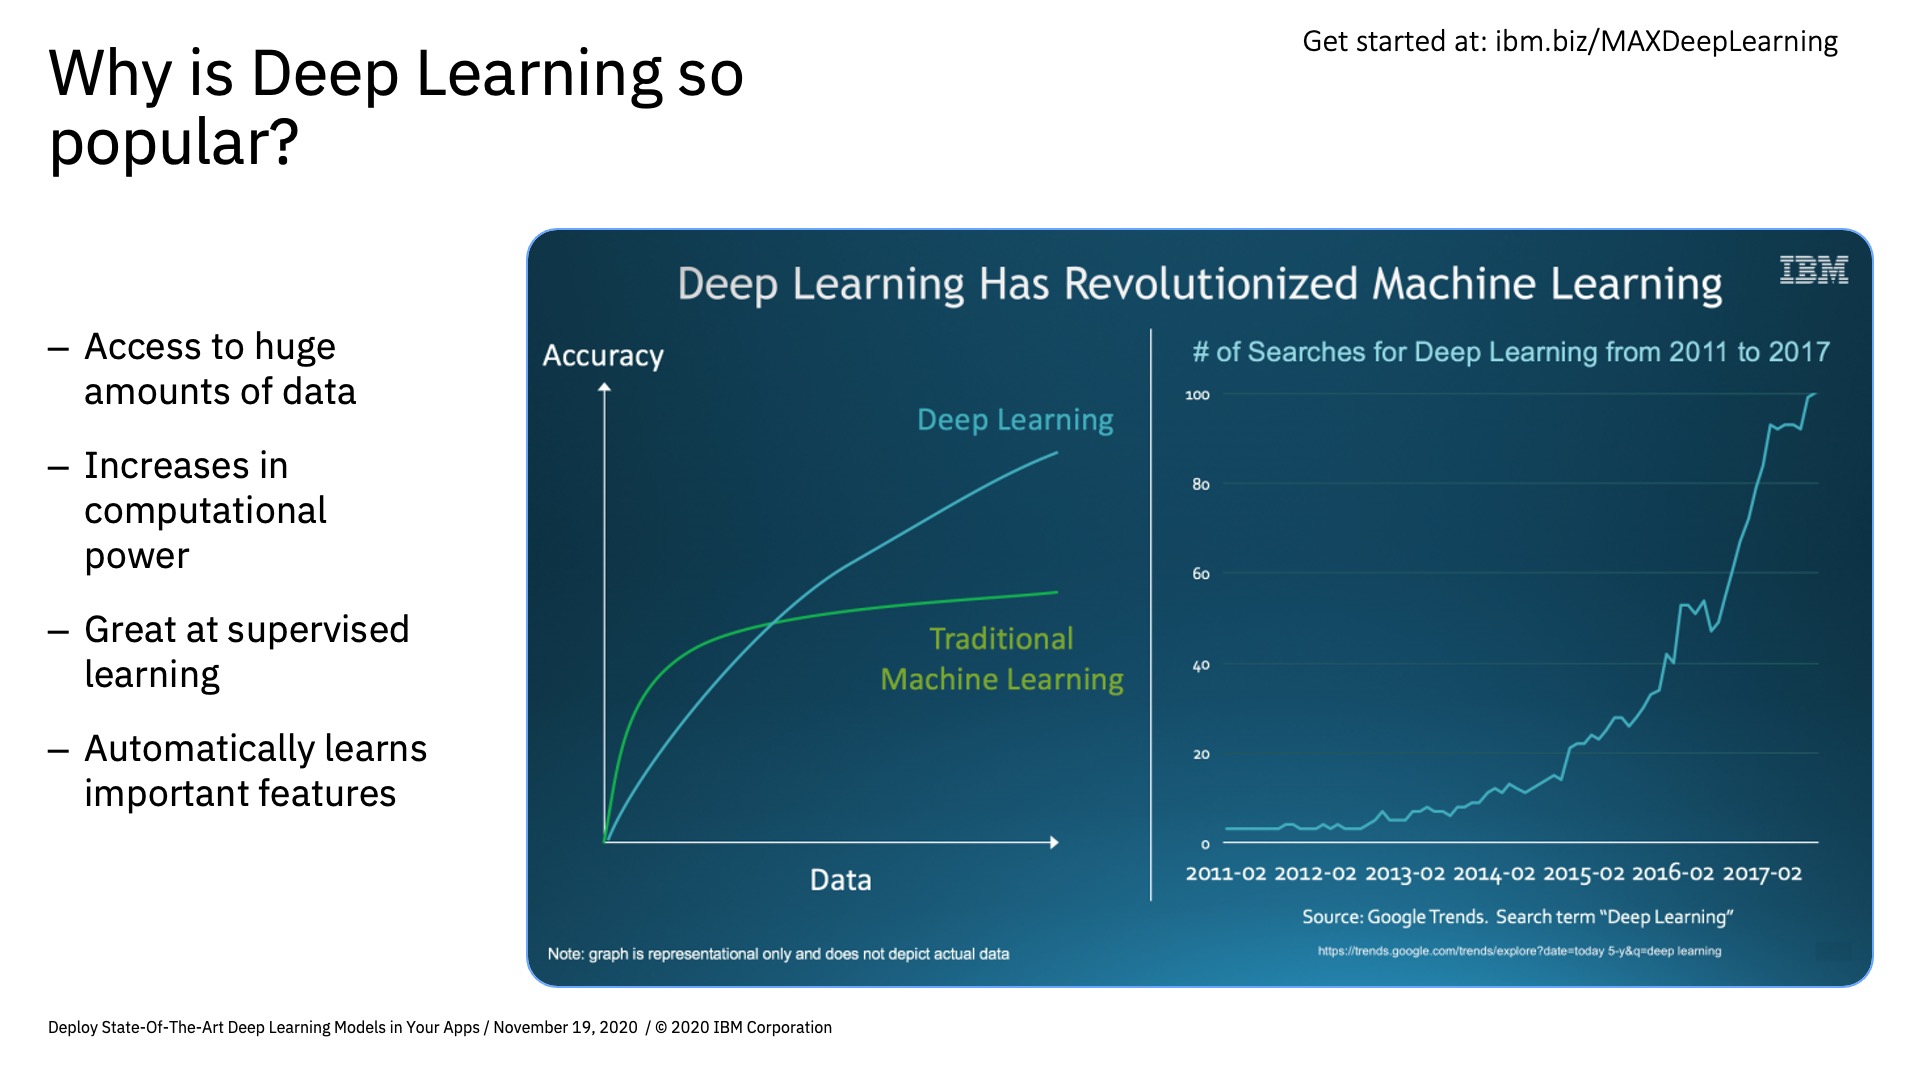 Get started at: ibm.biz/MAXDeepLearning
Why is Deep Learning so
popular?
– Access to huge
amounts of data
– Increases in
computational
power
– Great at supervised
learning
– Automatically learns
important features
Deep Learning Has Revolutionized Machine Learning
IBM
Accuracy
Deep Learning
Traditional
Machine Learning
Data
Note: graph is representational only and does not depict actual data
# of Searches for Deep Learning from 2011 to 2017
100
80
60
40
20
0
2011-02 2012-02 2013-02 2014-02 2015-02 2016-02 2017-02
Source: Google Trends. Search term “Deep Learning”
https://trends.google.com/trends/explore?date=today 5-y&q=deep learning
Deploy State-Of-The-Art Deep Learning Models in Your Apps / November 19, 2020 / © 2020 IBM Corporation